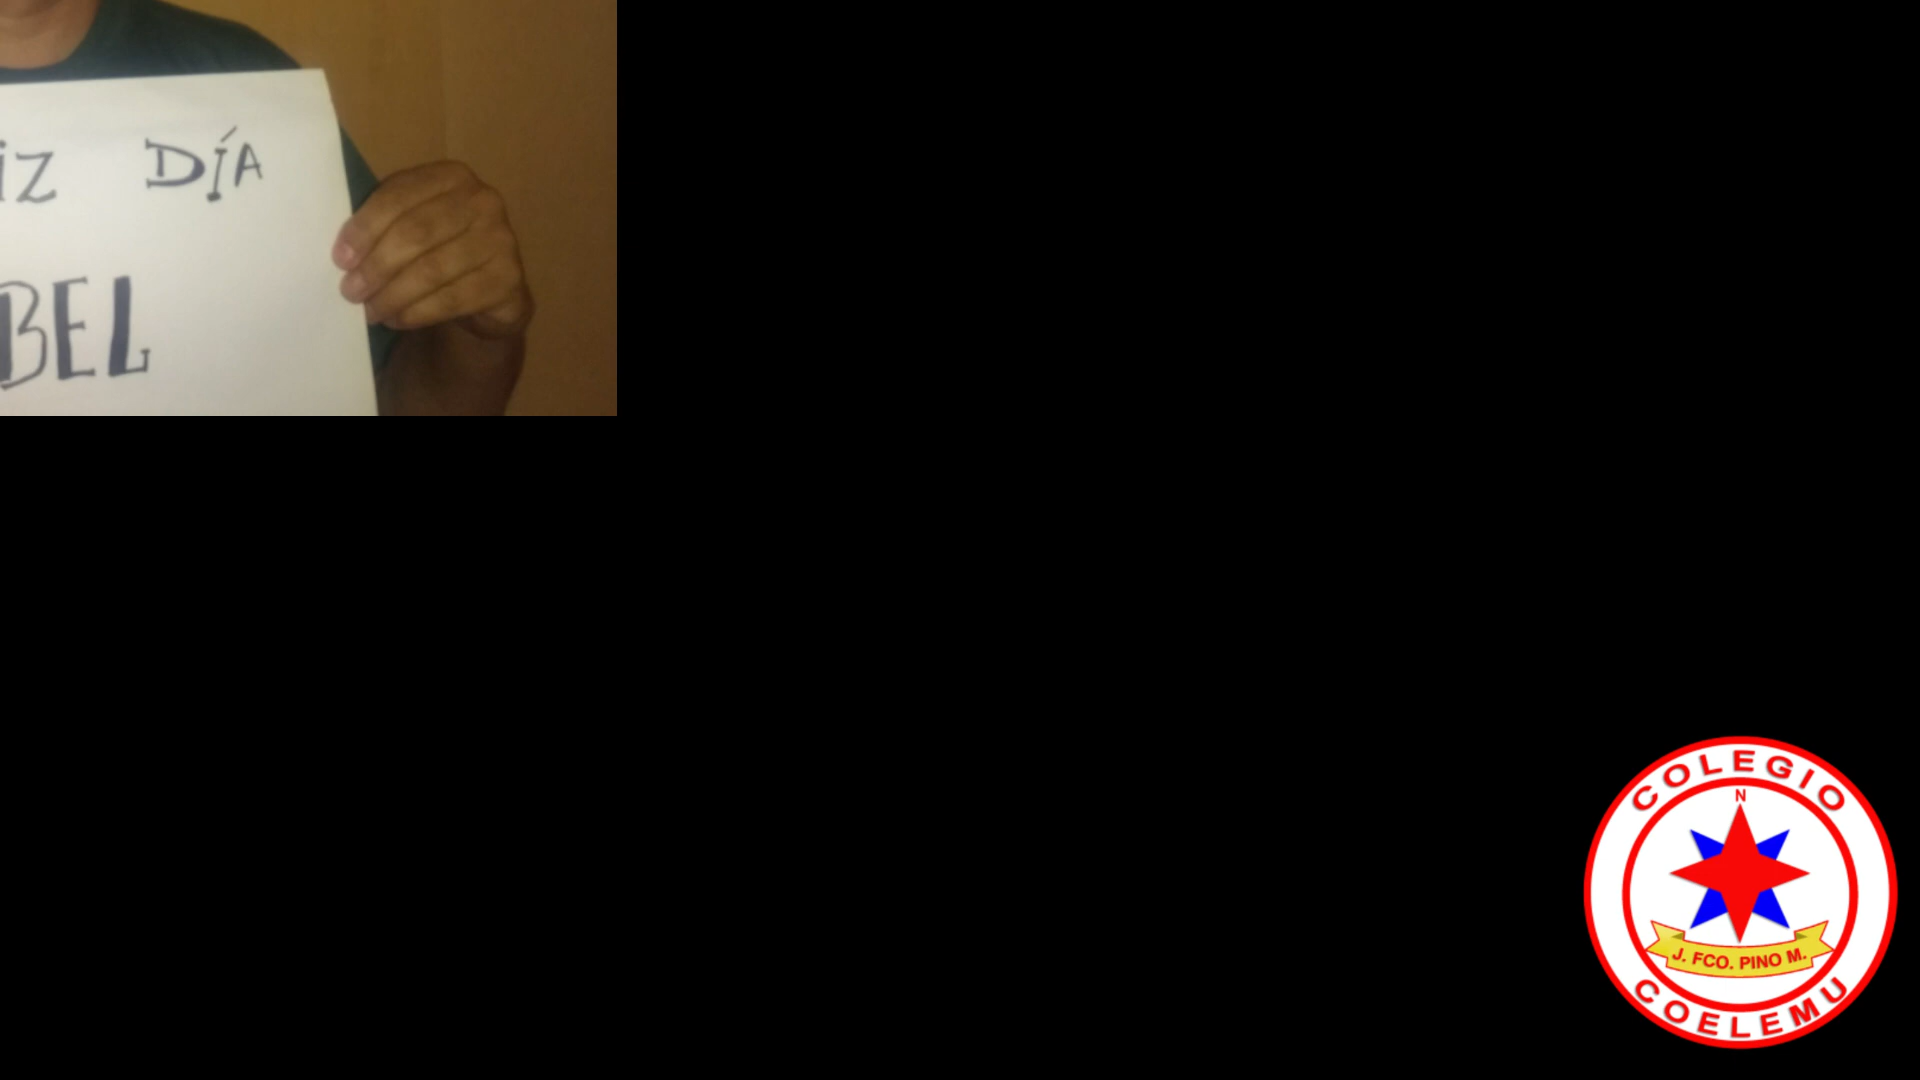 iZ DÍA
BEL
COLEGIO
N
J. FCO. PINO M.
COELEMU